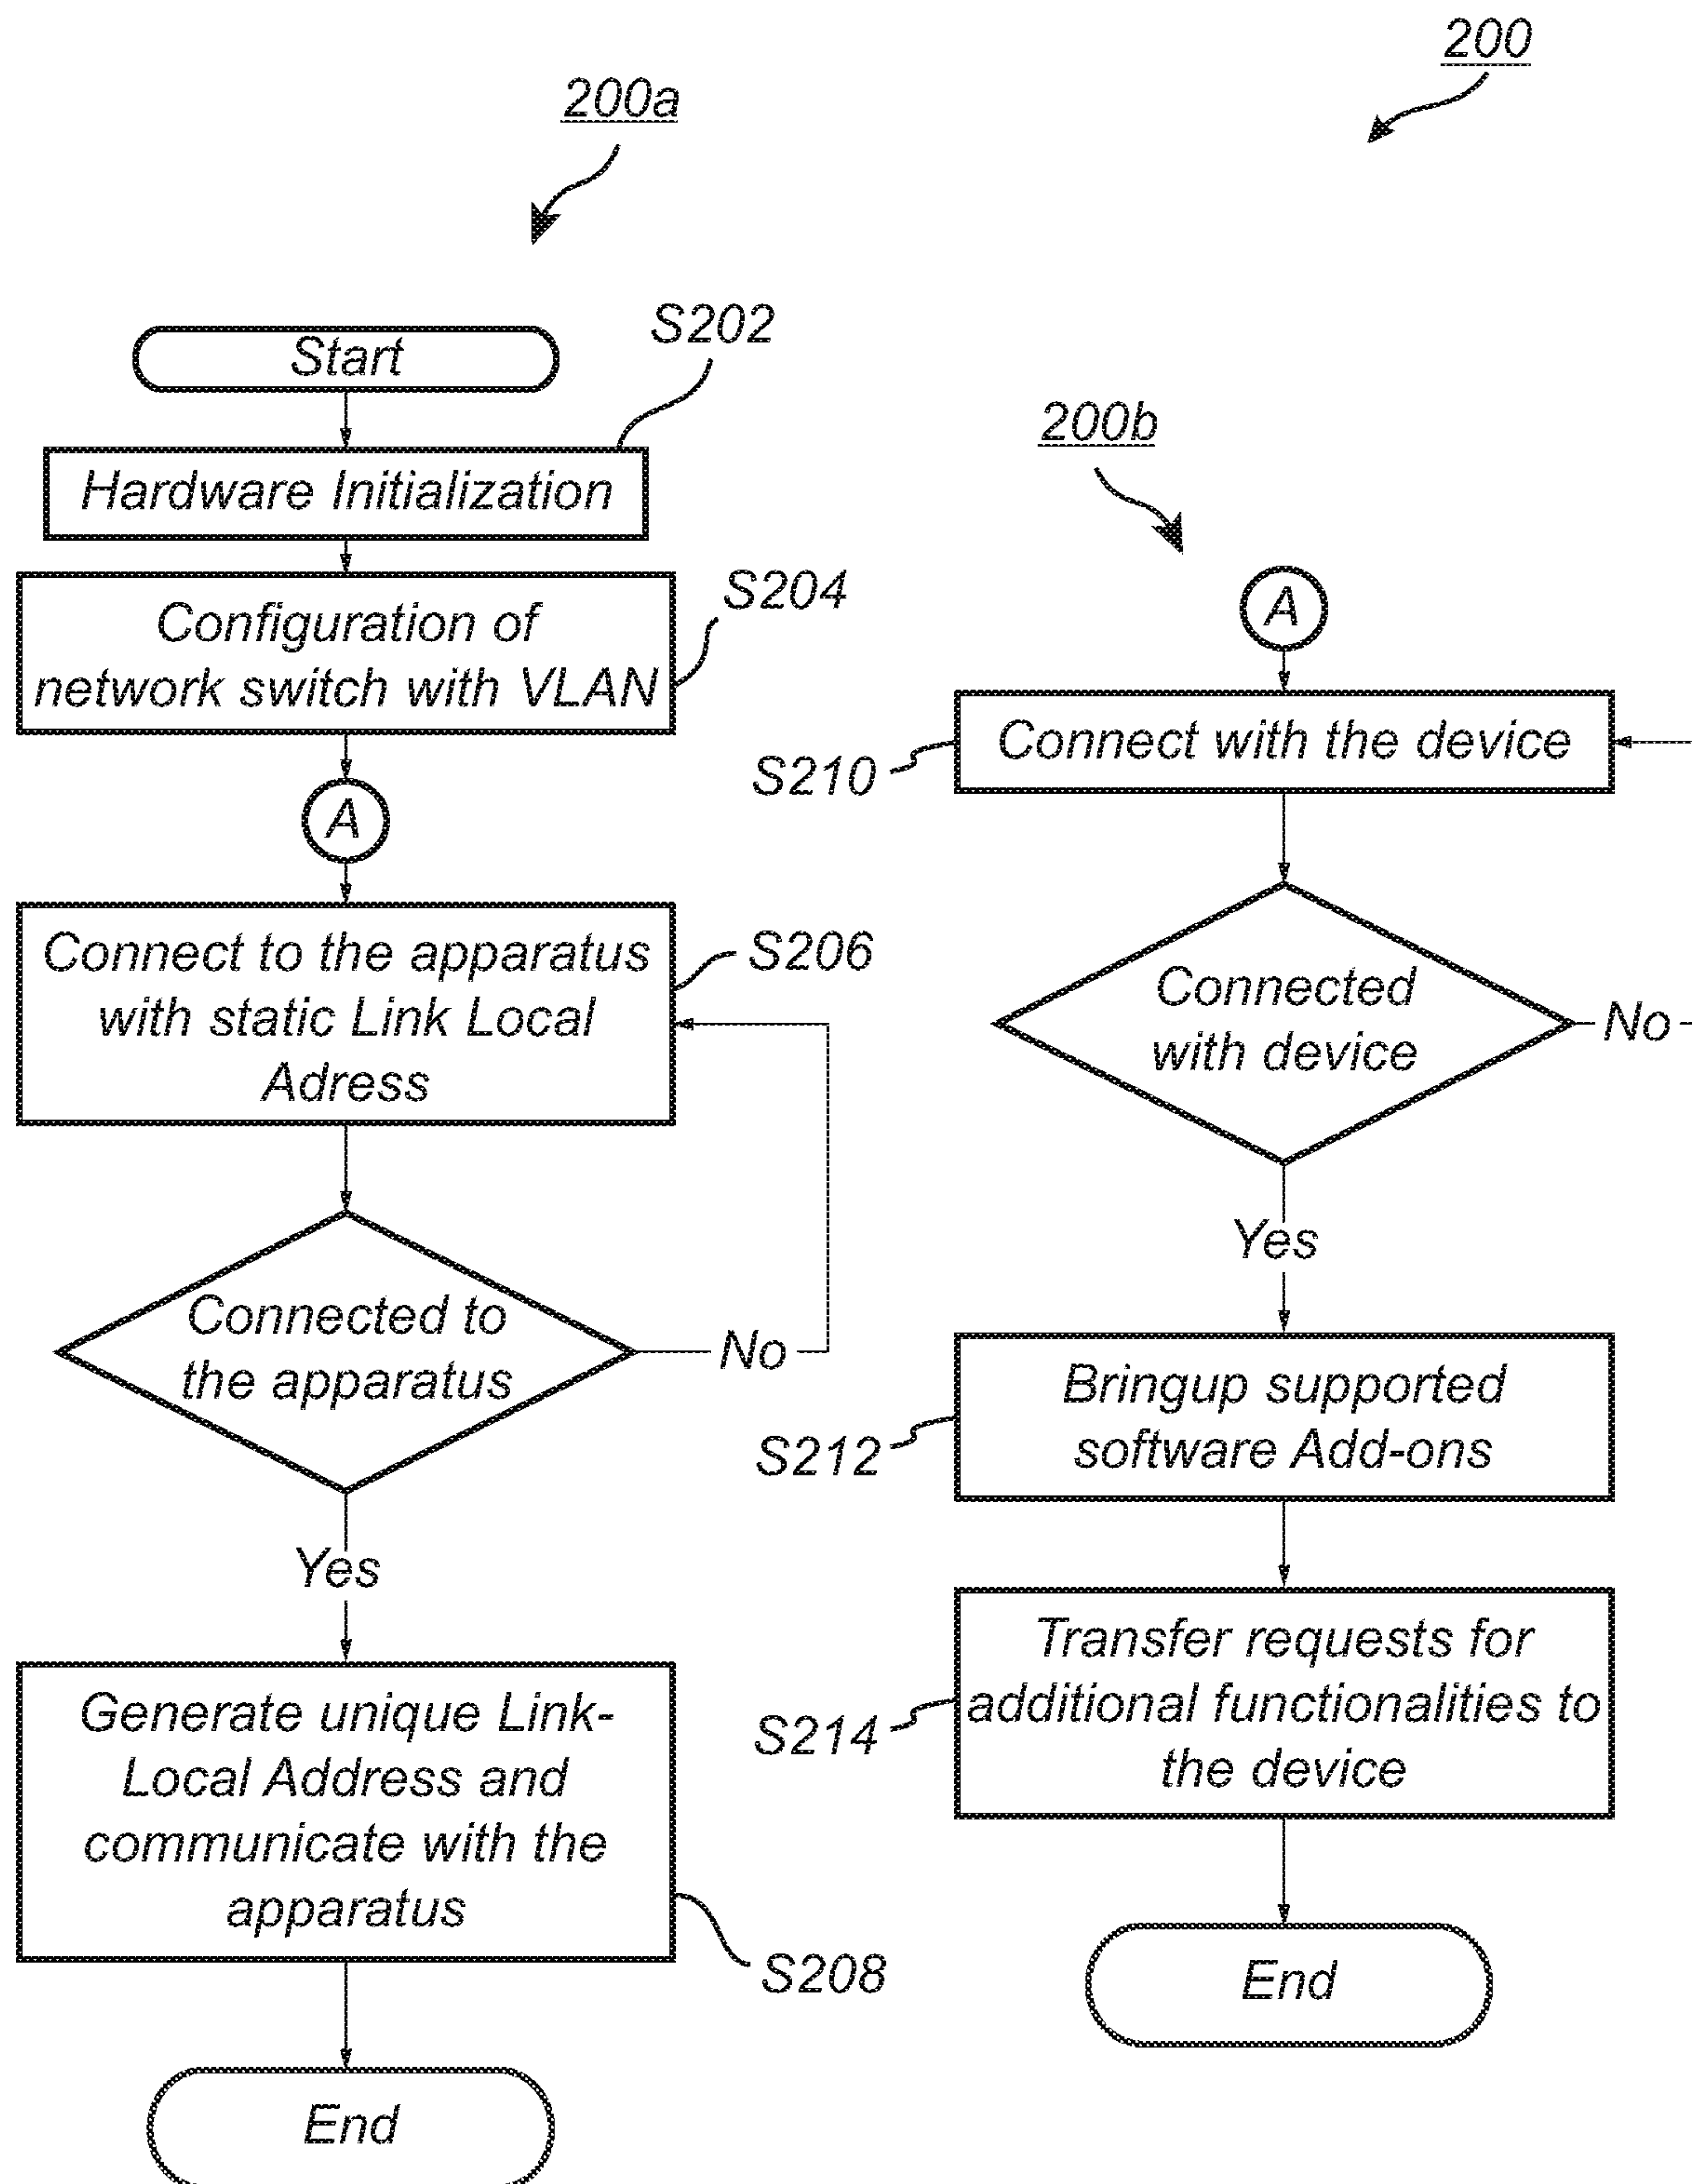 200
200a
Start
S202
Hardware Initialization
Configuration of
network switch with VLAN
S204
A
Connect to the apparatus
with static Link Local
Adress
S206
Connected to
the apparatus
No
Yes
Generate unique Link-
Local Address and
communicate with the
apparatus
S208
End
200b
A
Connect with the device
S210
Connected
with device
No
Yes
Bringup supported
software Add-ons
S212
Transfer requests for
additional functionalities to
the device
S214
End